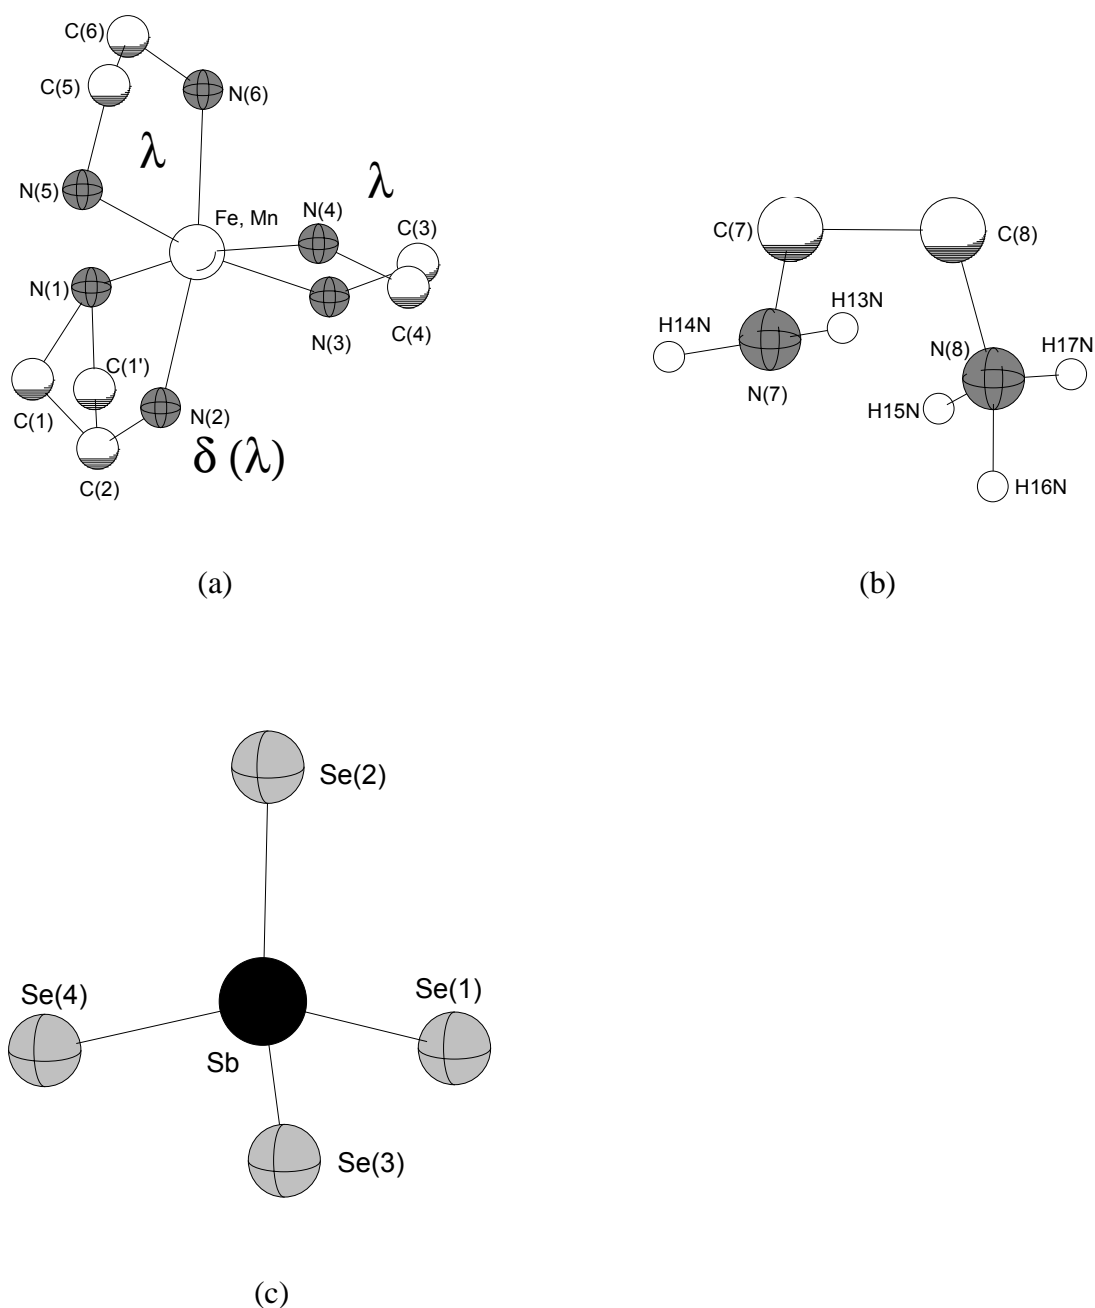 C(6)
C(5)
N(6)
λ
N(5)
Fe, Mn
N(4)
λ
C(3)
N(1)
N(3)
C(4)
C(1')
C(1)
N(2)
δ (λ)
C(2)
C(7)
C(8)
H14N
H13N
N(7)
N(8)
H17N
H15N
H16N
(a)
(b)
Se(2)
Se(4)
Se(1)
Sb
Se(3)
(c)